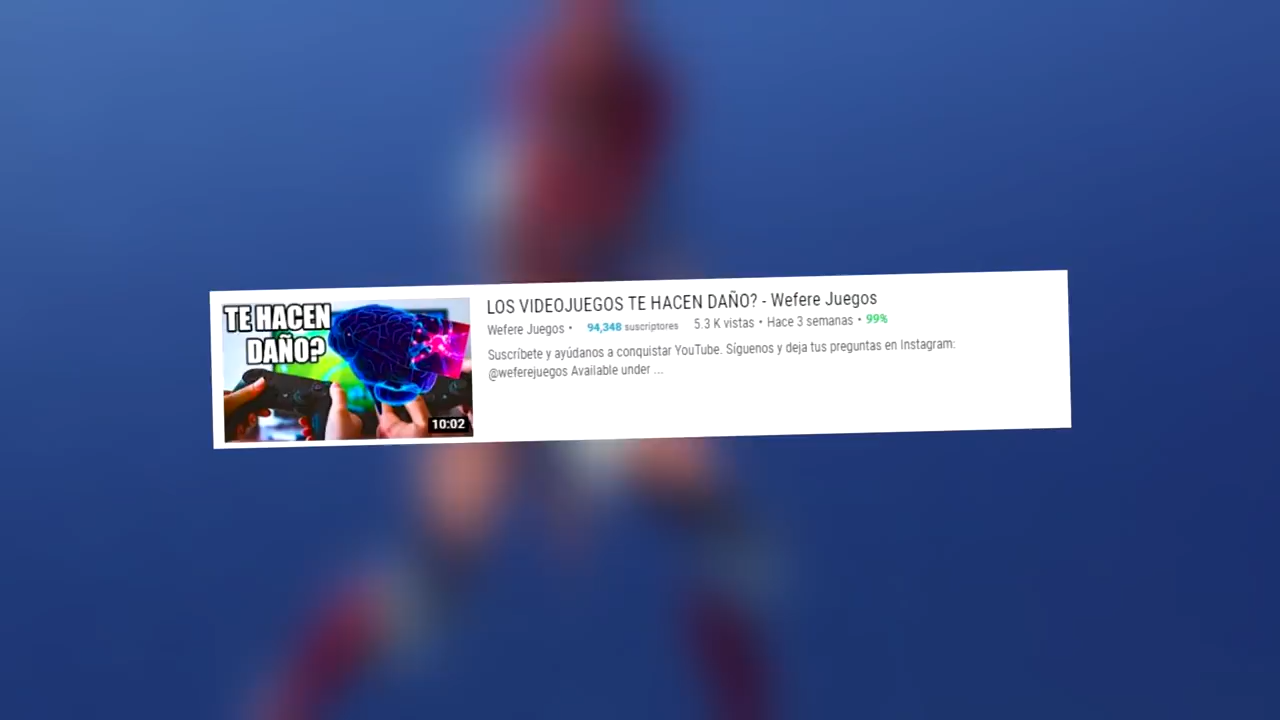 TE HACEN
DAÑO?
10:02
LOS VIDEOJUEGOS TE HACEN DAÑO? - Wefere Juegos
Wefere Juegos • 94,348 suscriptores 5.3 K vistas • Hace 3 semanas • 99%
Suscríbete y ayúdanos a conquistar YouTube. Síguenos y deja tus preguntas en Instagram:
@weferejuegos Available under ...